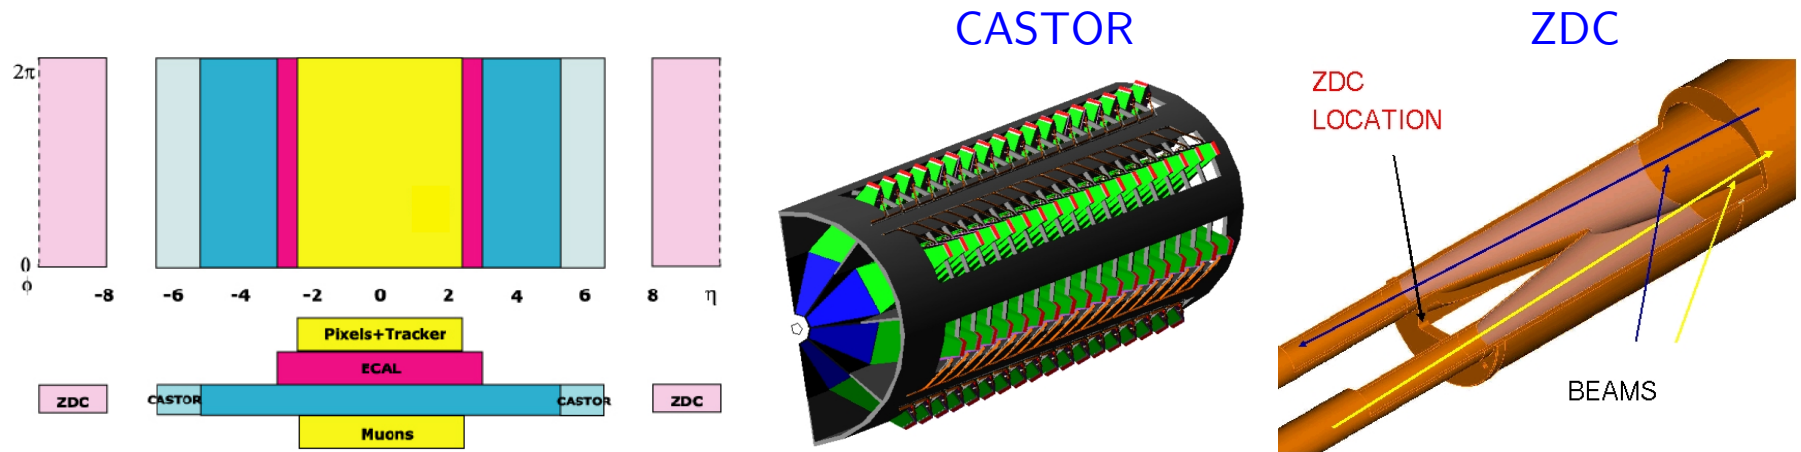 CASTOR
ZDC
2π
0
ϕ
-8
-6
-4
-2
0
2
4
6
8
η
Pixels+Tracker
ECAL
ZDC
CASTOR
CASTOR
ZDC
Muons
ZDC
LOCATION
BEAMS